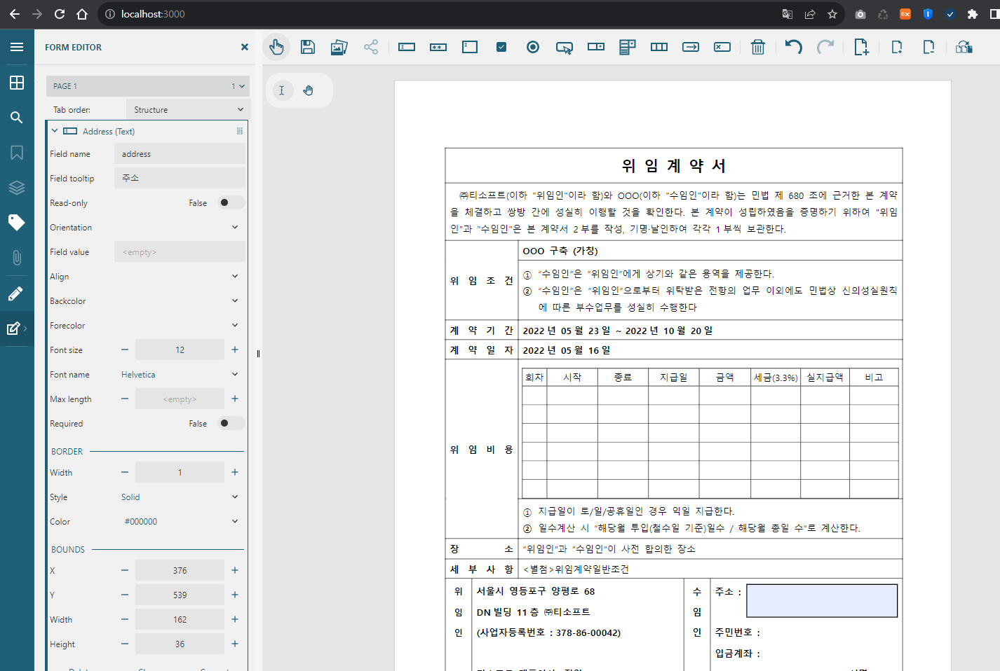 localhost:3000
FORM EDITOR
PAGE 1
1
Tab order:
Structure
Address (Text)
Field name
address
Field tooltip
주소
Read-only
False
Orientation
Field value
<empty>
Align
Backcolor
Forecolor
Font size
12
Font name
Helvetica
Max length
<empty>
Required
False
BORDER
Width
1
Style
Solid
Color
#000000
BOUNDS
X
376
Y
539
Width
162
Height
36
위 임 계 약 서
㈜티소프트(이하 "위임인"이라 함)와 OOO(이하 "수임인"이라 함)는 민법 제 680 조에 근거한 본 계약
을 체결하고 쌍방 간에 성실히 이행할 것을 확인한다. 본 계약이 성립하였음을 증명하기 위하여 "위임
인"과 "수임인"은 본 계약서 2 부를 작성, 기명·날인하여 각각 1 부씩 보관한다.
위 임 조 건
OOO 구축 (가칭)
① "수임인"은 "위임인"에게 상기와 같은 용역을 제공한다.
② "수임인"은 "위임인"으로부터 위탁받은 전항의 업무 이외에도 민법상 신의성실원칙
에 따른 부수업무를 성실히 수행한다
계 약 기 간
2022 년 05 월 23 일 ~ 2022 년 10 월 20 일
계 약 일 자
2022 년 05 월 16 일
위 임 비 용
회차 시작 종료 지급일 금액 세금(3.3%) 실지급액 비고
① 지급일이 토/일/공휴일인 경우 익일 지급한다.
② 일수계산 시 "해당월 투입(철수일 기준)일수 / 해당월 총일 수"로 계산한다.
장 소
"위임인"과 "수임인"이 사전 합의한 장소
세 부 사 항
<별첨>위임계약일반조건
위
임
인
서울시 영등포구 양평로 68
DN 빌딩 11 층 ㈜티소프트
(사업자등록번호 : 378-86-00042)
수
임
인
주소 :
주민번호 :
입금계좌 :